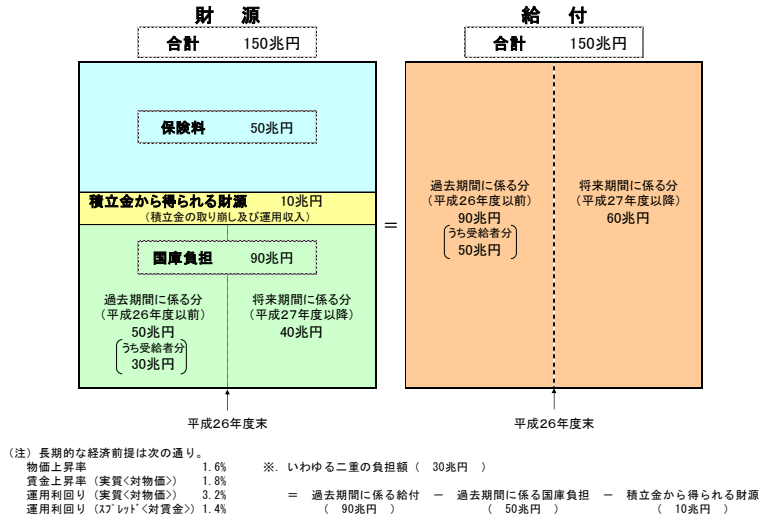 財　源
合計　150兆円
保険料　50兆円
積立金から得られる財源　10兆円
（積立金の取り崩し及び運用収入）
国庫負担　90兆円
過去期間に係る分
（平成26年度以前）
50兆円
うち受給者分
30兆円
将来期間に係る分
（平成27年度以降）
40兆円
平成26年度末
＝
給　付
合計　150兆円
過去期間に係る分
（平成26年度以前）
90兆円
うち受給者分
50兆円
将来期間に係る分
（平成27年度以降）
60兆円
平成26年度末
（注）長期的な経済前提は次の通り。
物価上昇率　1.6%
賃金上昇率（実質<対物価>）　1.8%
運用利回り（実質<対物価>）　3.2%
運用利回り（ｽﾌﾟﾚｯﾄﾞ<対賃金>）　1.4%
※．いわゆる二重の負担額（　30兆円　）
＝　過去期間に係る給付　－　過去期間に係る国庫負担　－　積立金から得られる財源
（　90兆円　）　（　50兆円　）　（　10兆円　）